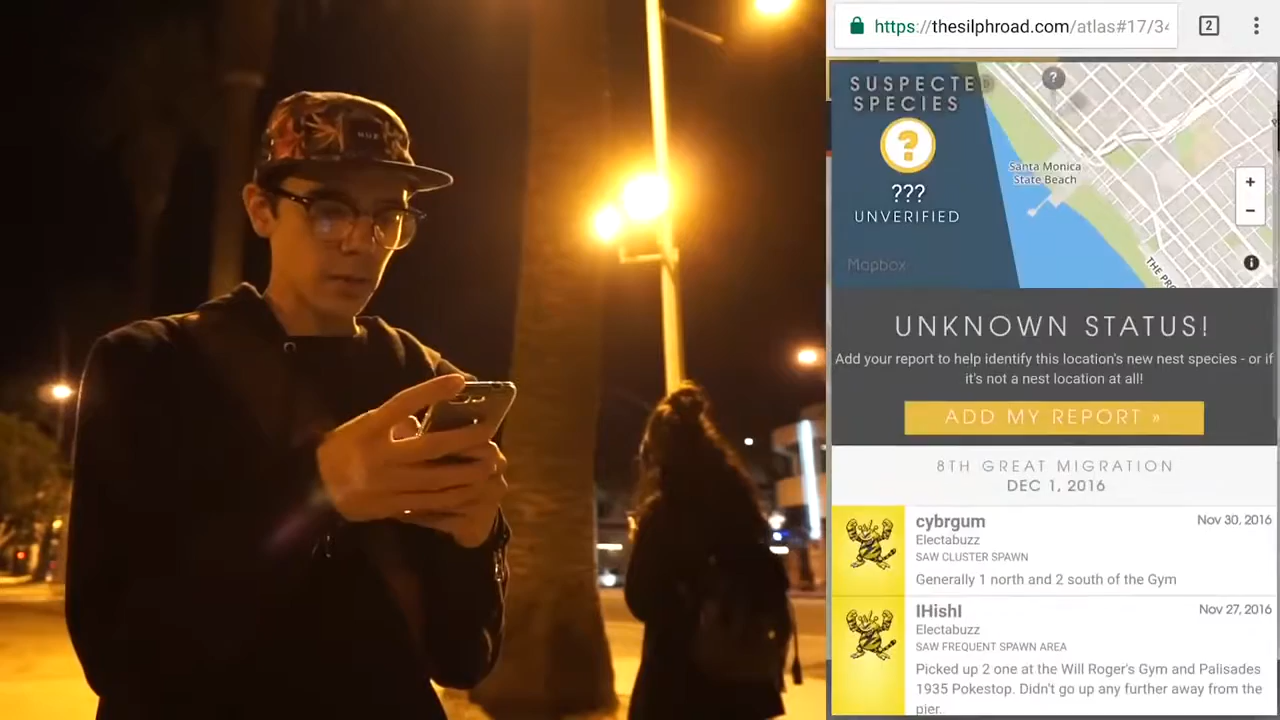 HUF
https://thesilphroad.com/atlas#17/34
2
SUSPECTED
SPECIES
?
???
UNVERIFIED
Mapbox
?
Santa Monica
State Beach
+
−
i
UNKNOWN STATUS!
Add your report to help identify this location's new nest species - or if
it's not a nest location at all!
ADD MY REPORT »
8TH GREAT MIGRATION
DEC 1, 2016
cybrgum
Nov 30, 2016
Electabuzz
SAW CLUSTER SPAWN
Generally 1 north and 2 south of the Gym
IHishI
Nov 27, 2016
Electabuzz
SAW FREQUENT SPAWN AREA
Picked up 2 one at the Will Roger's Gym and Palisades
1935 Pokestop. Didn't go up any further away from the
pier.